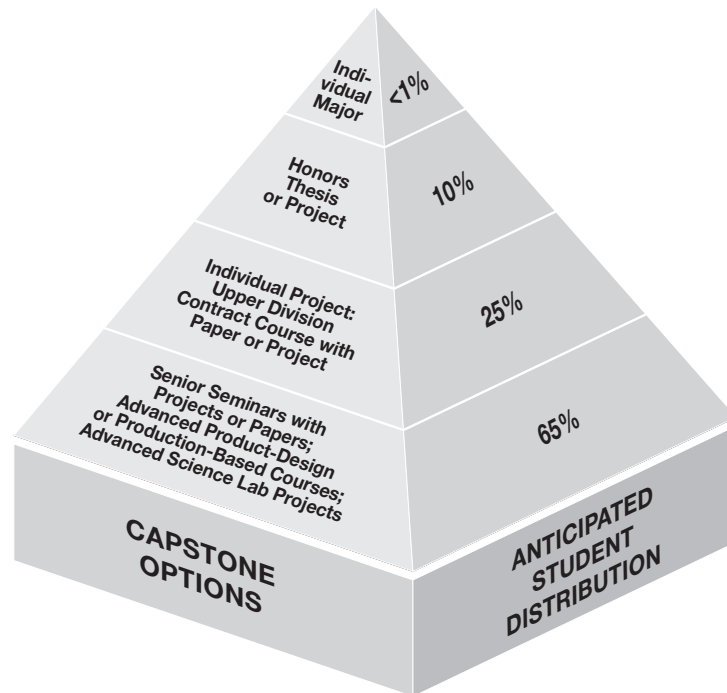 Indi-
vidual
Major
<1%
Honors
Thesis
or Project
10%
Individual Project:
Upper Division
Contract Course with
Paper or Project
25%
Senior Seminars with
Projects or Papers;
Advanced Product-Design
or Production-Based Courses;
Advanced Science Lab Projects
65%
CAPSTONE
OPTIONS
ANTICIPATED
STUDENT
DISTRIBUTION